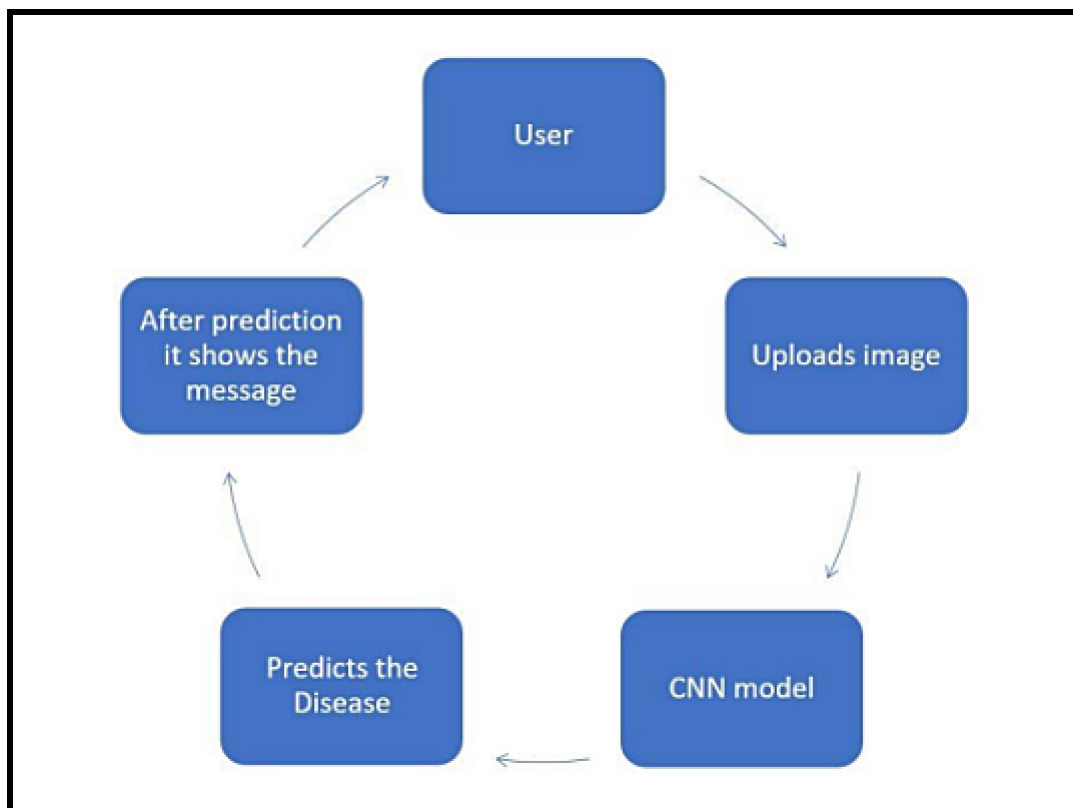 User
Uploads image
CNN model
Predicts the
Disease
After prediction
it shows the
message